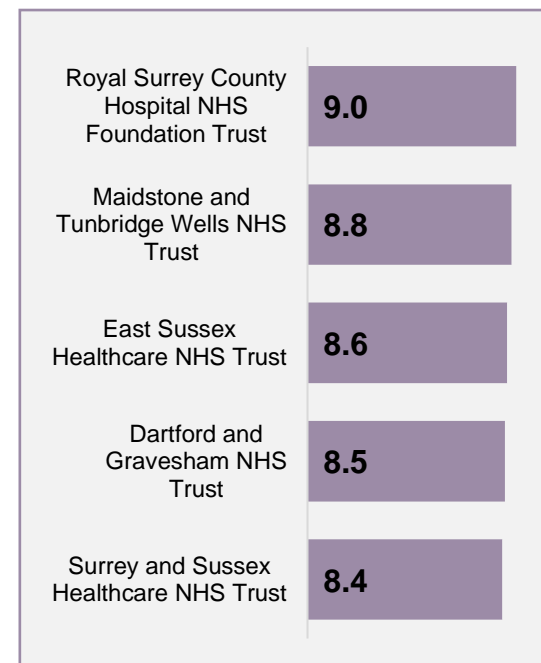 Royal Surrey County
Hospital NHS
Foundation Trust
9.0
Maidstone and
Tunbridge Wells NHS
Trust
8.8
East Sussex
Healthcare NHS Trust
8.6
Dartford and
Gravesham NHS
Trust
8.5
Surrey and Sussex
Healthcare NHS Trust
8.4